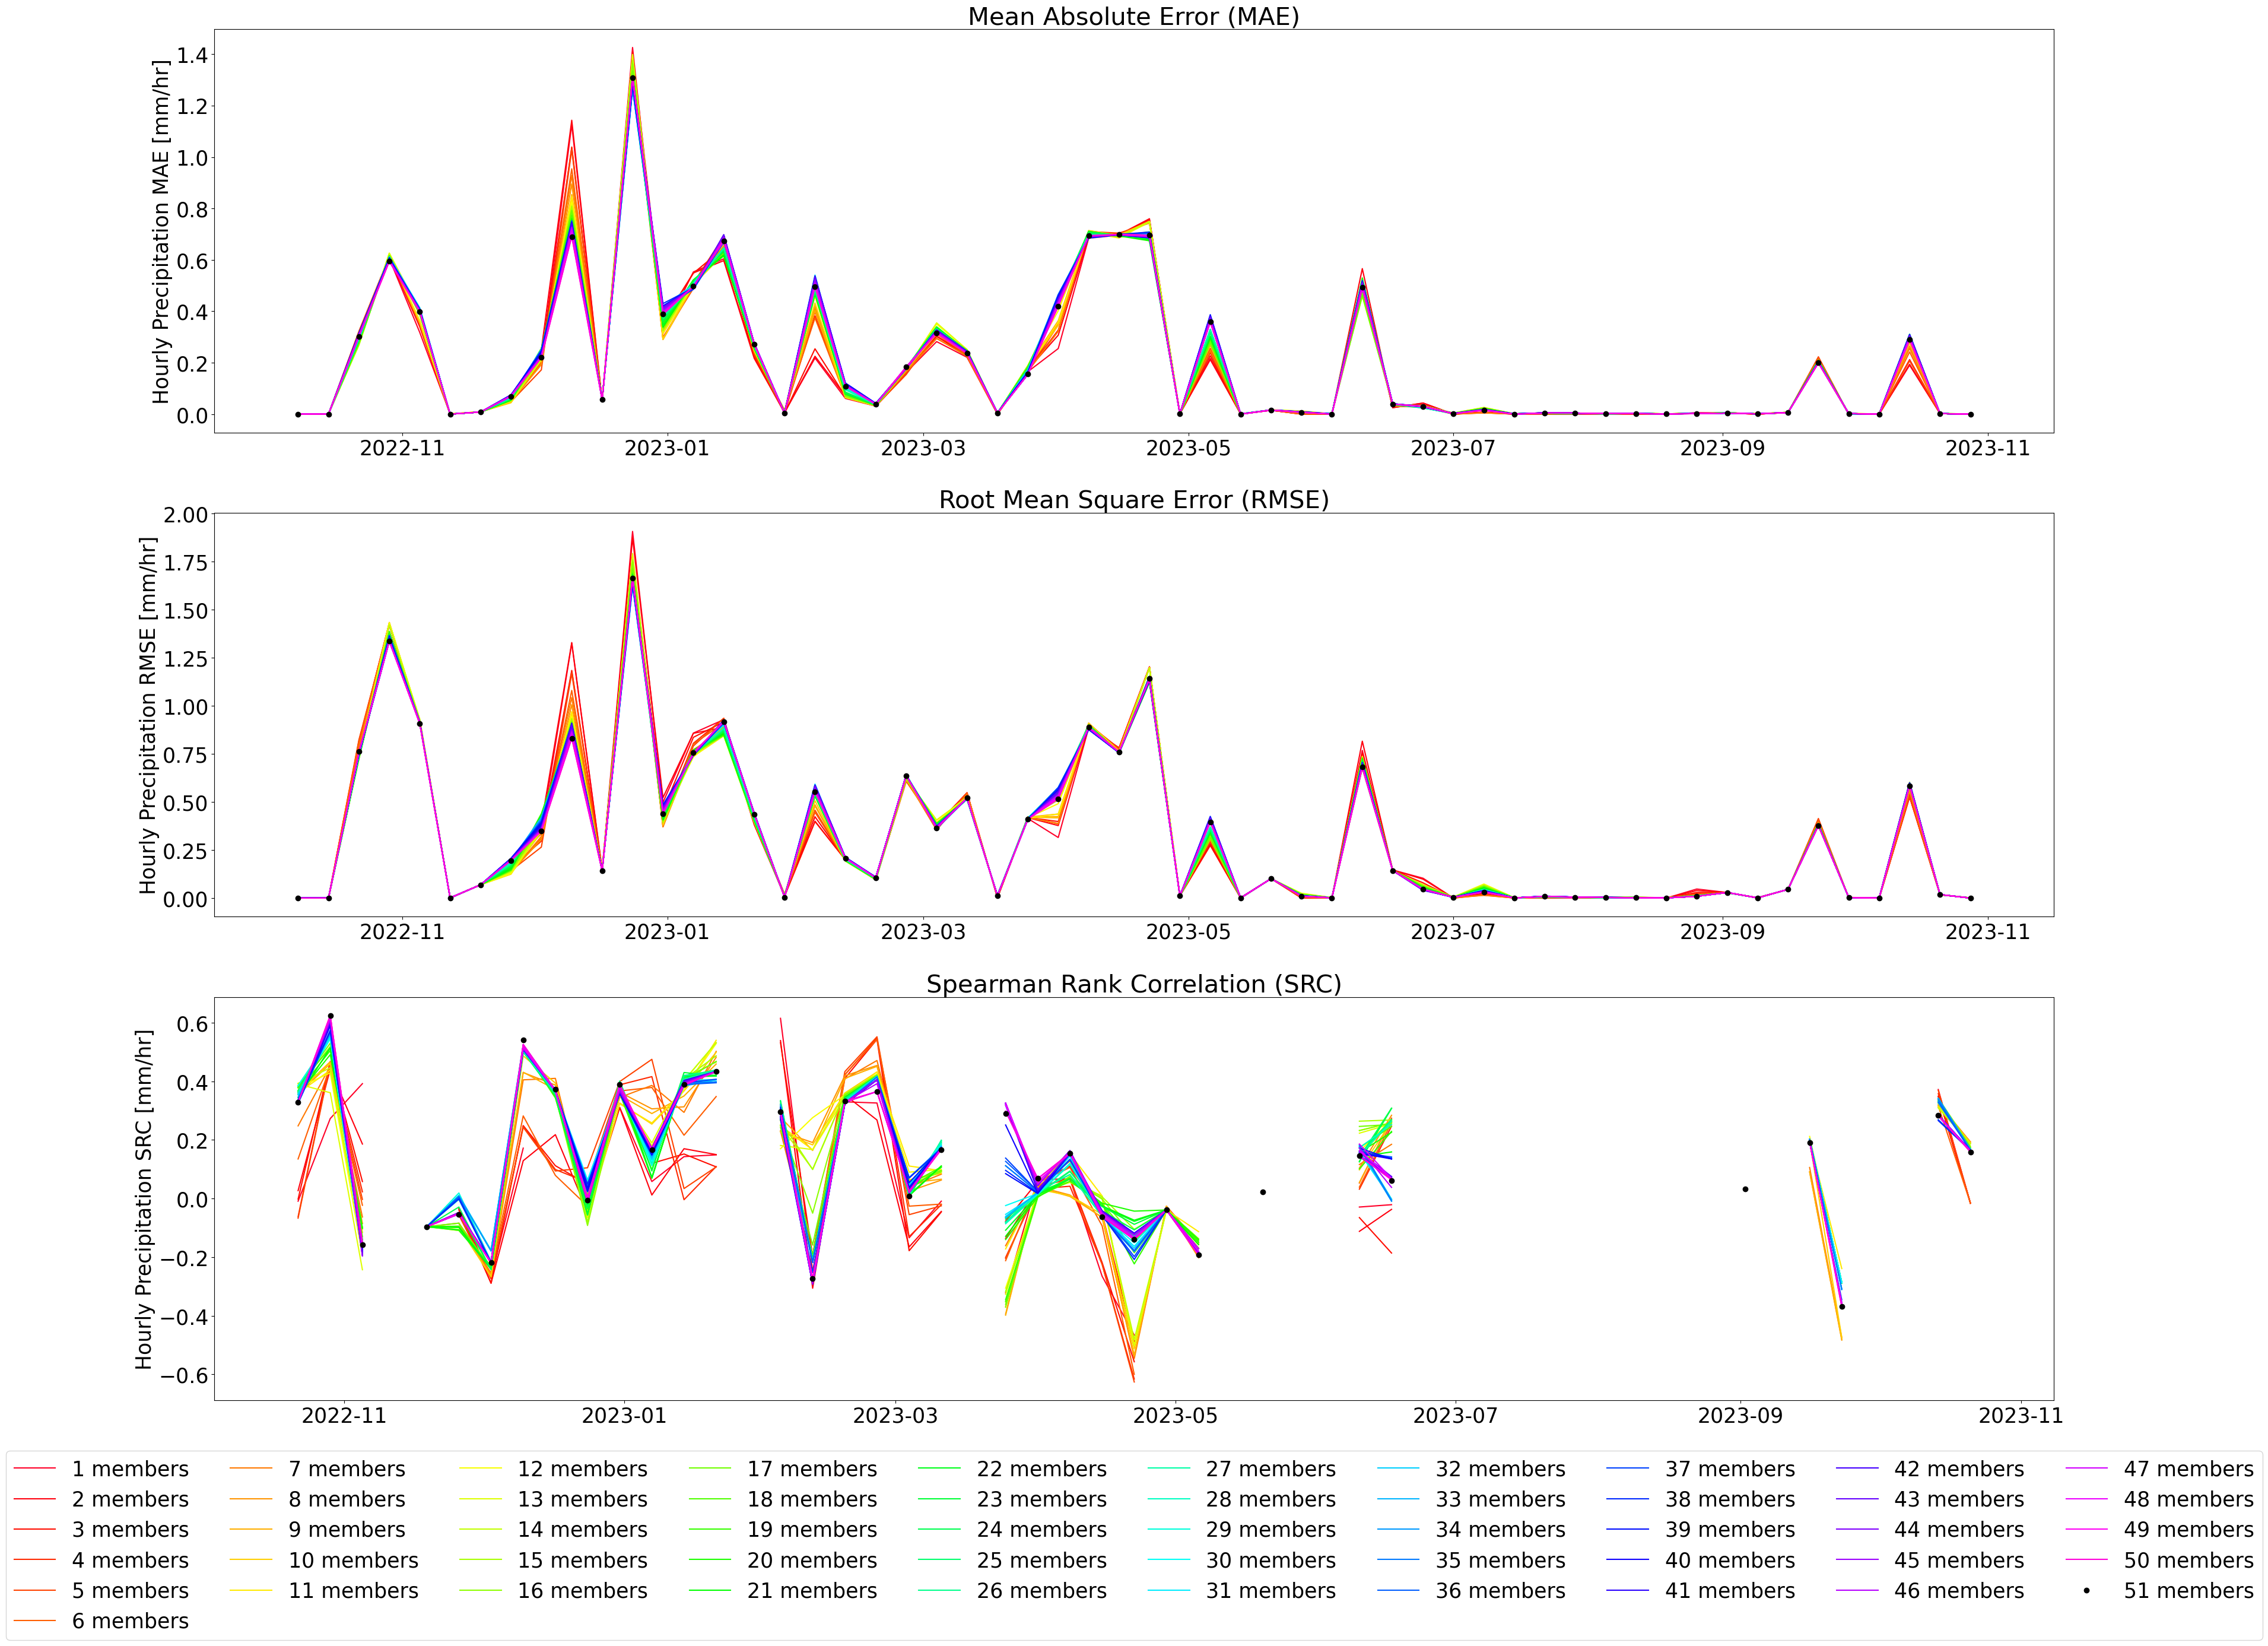 Mean Absolute Error (MAE)
Hourly Precipitation MAE [mm/hr]
1.4
1.2
1.0
0.8
0.6
0.4
0.2
0.0
2022-11 2023-01 2023-03 2023-05 2023-07 2023-09 2023-11
Root Mean Square Error (RMSE)
Hourly Precipitation RMSE [mm/hr]
2.00
1.75
1.50
1.25
1.00
0.75
0.50
0.25
0.00
2022-11 2023-01 2023-03 2023-05 2023-07 2023-09 2023-11
Spearman Rank Correlation (SRC)
Hourly Precipitation SRC [mm/hr]
0.6
0.4
0.2
0.0
−0.2
−0.4
−0.6
2022-11 2023-01 2023-03 2023-05 2023-07 2023-09 2023-11
1 members
2 members
3 members
4 members
5 members
6 members
7 members
8 members
9 members
10 members
11 members
12 members
13 members
14 members
15 members
16 members
17 members
18 members
19 members
20 members
21 members
22 members
23 members
24 members
25 members
26 members
27 members
28 members
29 members
30 members
31 members
32 members
33 members
34 members
35 members
36 members
37 members
38 members
39 members
40 members
41 members
42 members
43 members
44 members
45 members
46 members
47 members
48 members
49 members
50 members
51 members